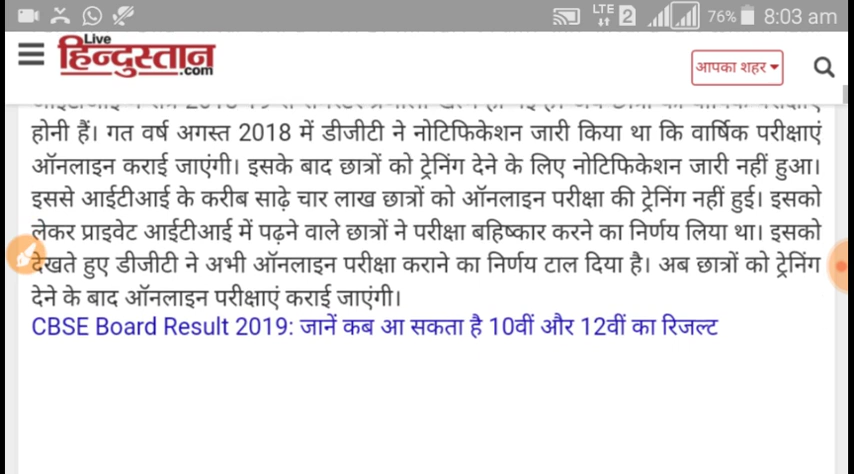 LTE 2 76% 8:03 am
Live
हिन्दुस्तान
.com
आपका शहर
होनी हैं। गत वर्ष अगस्त 2018 में डीजीटी ने नोटिफिकेशन जारी किया था कि वार्षिक परीक्षाएं
ऑनलाइन कराई जाएंगी। इसके बाद छात्रों को ट्रेनिंग देने के लिए नोटिफिकेशन जारी नहीं हुआ।
इससे आईटीआई के करीब साढ़े चार लाख छात्रों को ऑनलाइन परीक्षा की ट्रेनिंग नहीं हुई। इसको
लेकर प्राइवेट आईटीआई में पढ़ने वाले छात्रों ने परीक्षा बहिष्कार करने का निर्णय लिया था। इसको
देखते हुए डीजीटी ने अभी ऑनलाइन परीक्षा कराने का निर्णय टाल दिया है। अब छात्रों को ट्रेनिंग
देने के बाद ऑनलाइन परीक्षाएं कराई जाएंगी।
CBSE Board Result 2019: जानें कब आ सकता है 10वीं और 12वीं का रिजल्ट